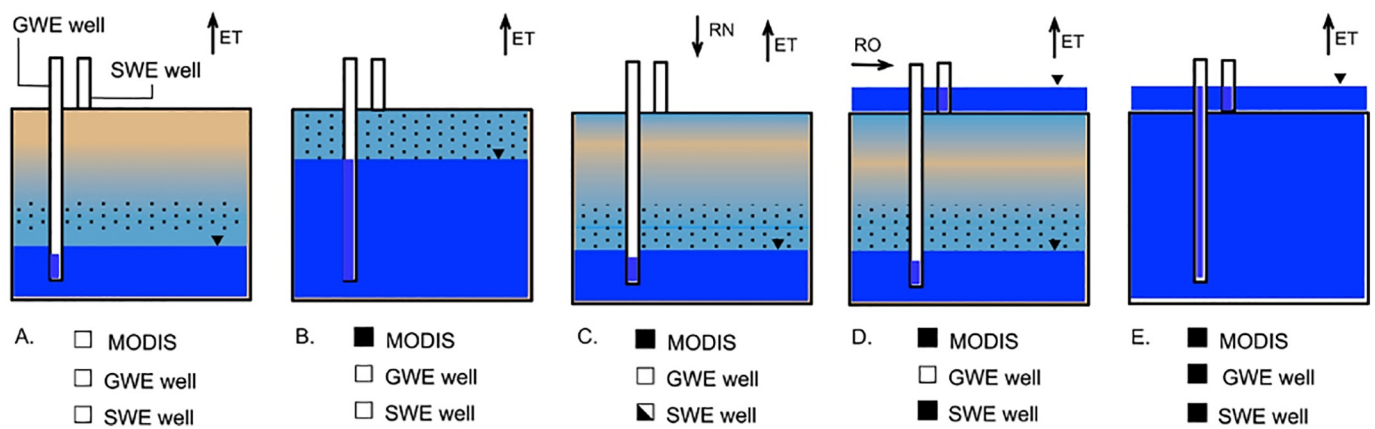 GWE well
SWE well
ET
ET
RN
ET
RO
ET
ET
A.
MODIS
GWE well
SWE well
B.
MODIS
GWE well
SWE well
C.
MODIS
GWE well
SWE well
D.
MODIS
GWE well
SWE well
E.
MODIS
GWE well
SWE well